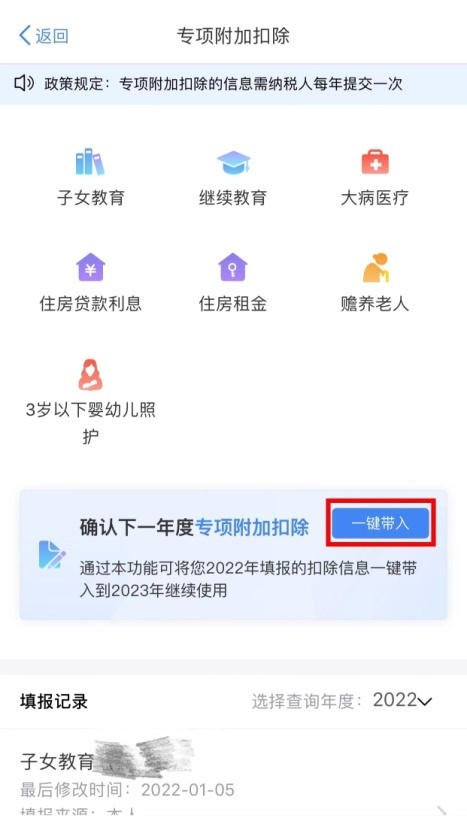 返回
专项附加扣除
政策规定：专项附加扣除的信息需纳税人每年提交一次
子女教育
继续教育
大病医疗
住房贷款利息
住房租金
赡养老人
3岁以下婴幼儿照
护
确认下一年度专项附加扣除
一键带入
通过本功能可将您2022年填报的扣除信息一键带
入到2023年继续使用
填报记录
选择查询年度：2022
子女教育
最后修改时间：2022-01-05
填报来源：本人